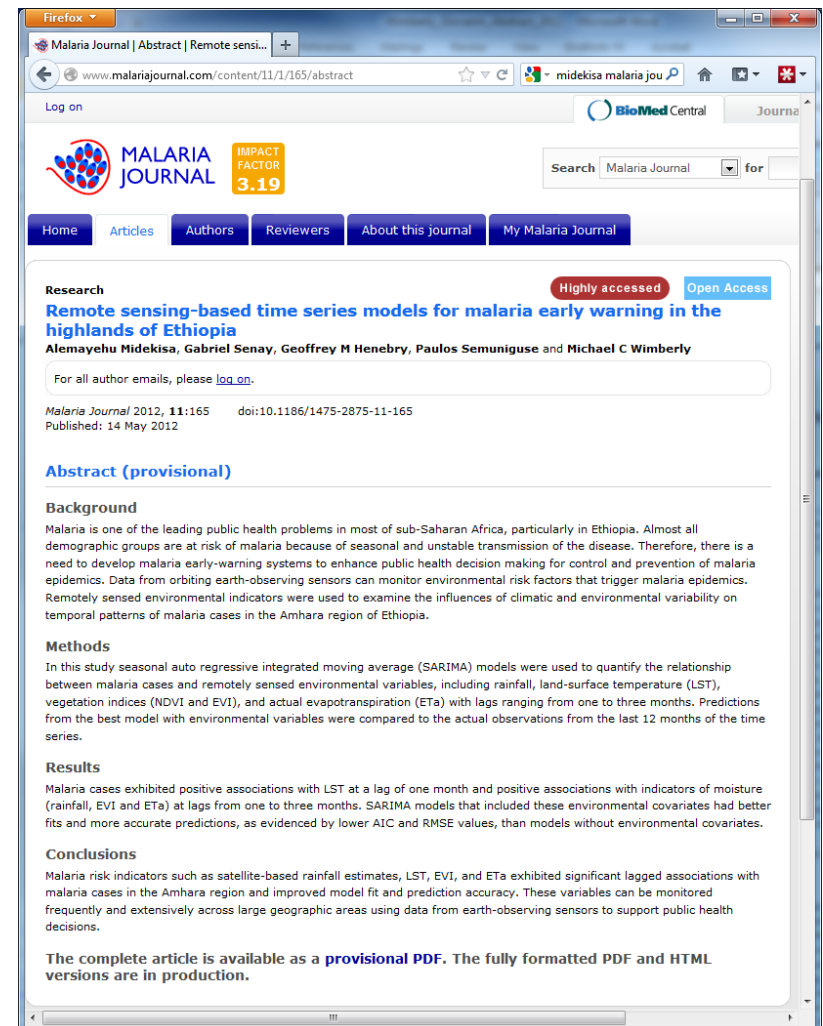 Firefox
Malaria Journal | Abstract | Remote sensi...
www.malariajournal.com/content/11/1/165/abstract
midekisa malaria jou
Log on
BioMed Central
Journa
MALARIA
JOURNAL
IMPACT
FACTOR
3.19
Search Malaria Journal for
Home Articles Authors Reviewers About this journal My Malaria Journal
Research
Highly accessed Open Access
Remote sensing-based time series models for malaria early warning in the
highlands of Ethiopia
Alemayehu Midekisa, Gabriel Senay, Geoffrey M Henebry, Paulos Semuniguse and Michael C Wimberly
For all author emails, please log on.
Malaria Journal 2012, 11:165 doi:10.1186/1475-2875-11-165
Published: 14 May 2012
Abstract (provisional)
Background
Malaria is one of the leading public health problems in most of sub-Saharan Africa, particularly in Ethiopia. Almost all
demographic groups are at risk of malaria because of seasonal and unstable transmission of the disease. Therefore, there is a
need to develop malaria early-warning systems to enhance public health decision making for control and prevention of malaria
epidemics. Data from orbiting earth-observing sensors can monitor environmental risk factors that trigger malaria epidemics.
Remotely sensed environmental indicators were used to examine the influences of climatic and environmental variability on
temporal patterns of malaria cases in the Amhara region of Ethiopia.
Methods
In this study seasonal auto regressive integrated moving average (SARIMA) models were used to quantify the relationship
between malaria cases and remotely sensed environmental variables, including rainfall, land-surface temperature (LST),
vegetation indices (NDVI and EVI), and actual evapotranspiration (ETa) with lags ranging from one to three months. Predictions
from the best model with environmental variables were compared to the actual observations from the last 12 months of the time
series.
Results
Malaria cases exhibited positive associations with LST at a lag of one month and positive associations with indicators of moisture
(rainfall, EVI and ETa) at lags from one to three months. SARIMA models that included these environmental covariates had better
fits and more accurate predictions, as evidenced by lower AIC and RMSE values, than models without environmental covariates.
Conclusions
Malaria risk indicators such as satellite-based rainfall estimates, LST, EVI, and ETa exhibited significant lagged associations with
malaria cases in the Amhara region and improved model fit and prediction accuracy. These variables can be monitored
frequently and extensively across large geographic areas using data from earth-observing sensors to support public health
decisions.
The complete article is available as a provisional PDF. The fully formatted PDF and HTML
versions are in production.